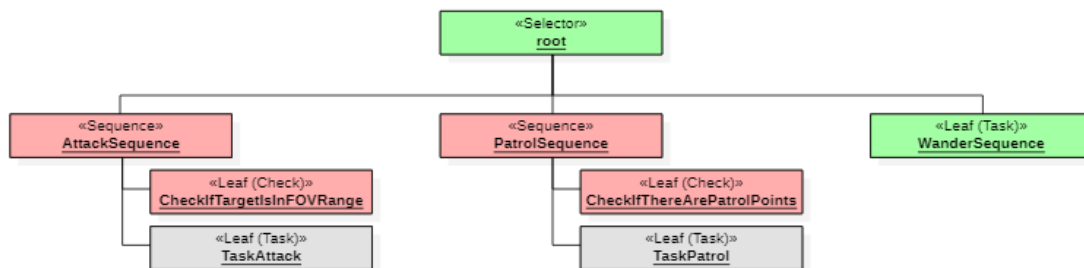 «Selector»
root
«Sequence»
AttackSequence
«Leaf (Check)»
CheckIfTargetIsInFOVRange
«Leaf (Task)»
TaskAttack
«Sequence»
PatrolSequence
«Leaf (Check)»
CheckIfThereArePatrolPoints
«Leaf (Task)»
TaskPatrol
«Leaf (Task)»
WanderSequence